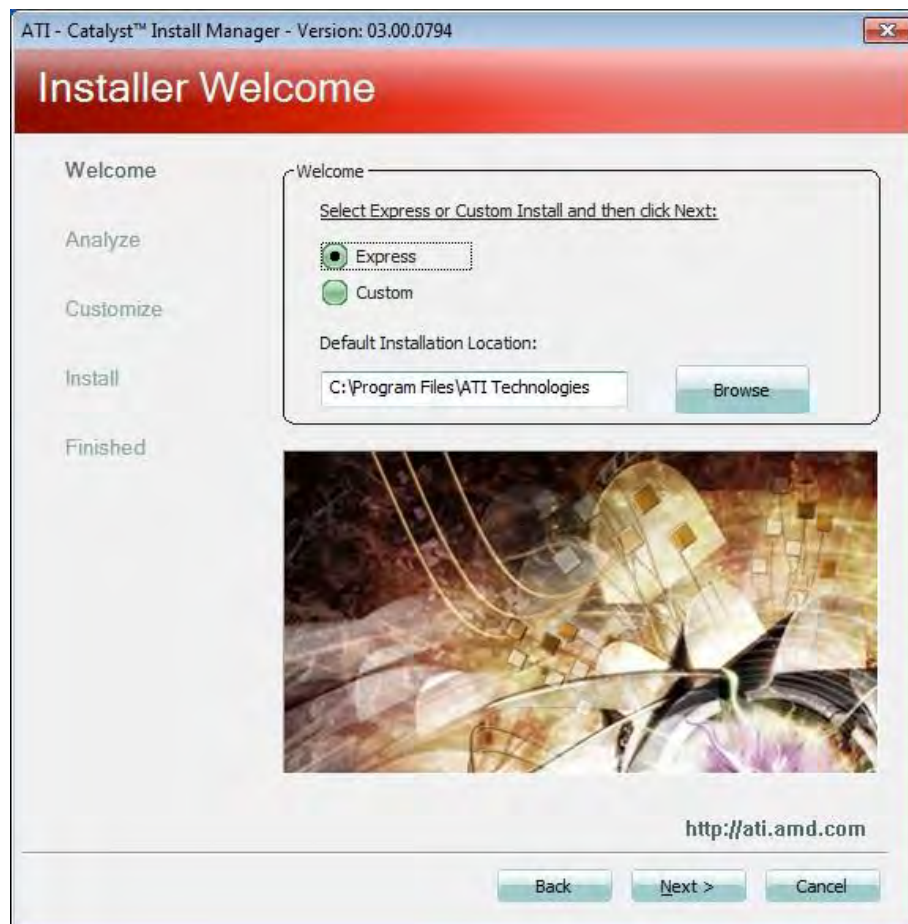 ATI - Catalyst™ Install Manager - Version: 03.00.0794
Installer Welcome
Welcome
Analyze
Customize
Install
Finished
Welcome
Select Express or Custom Install and then click Next:
Express
Custom
Default Installation Location:
C:\Program Files\ATI Technologies
Browse
http://ati.amd.com
Back
Next >
Cancel